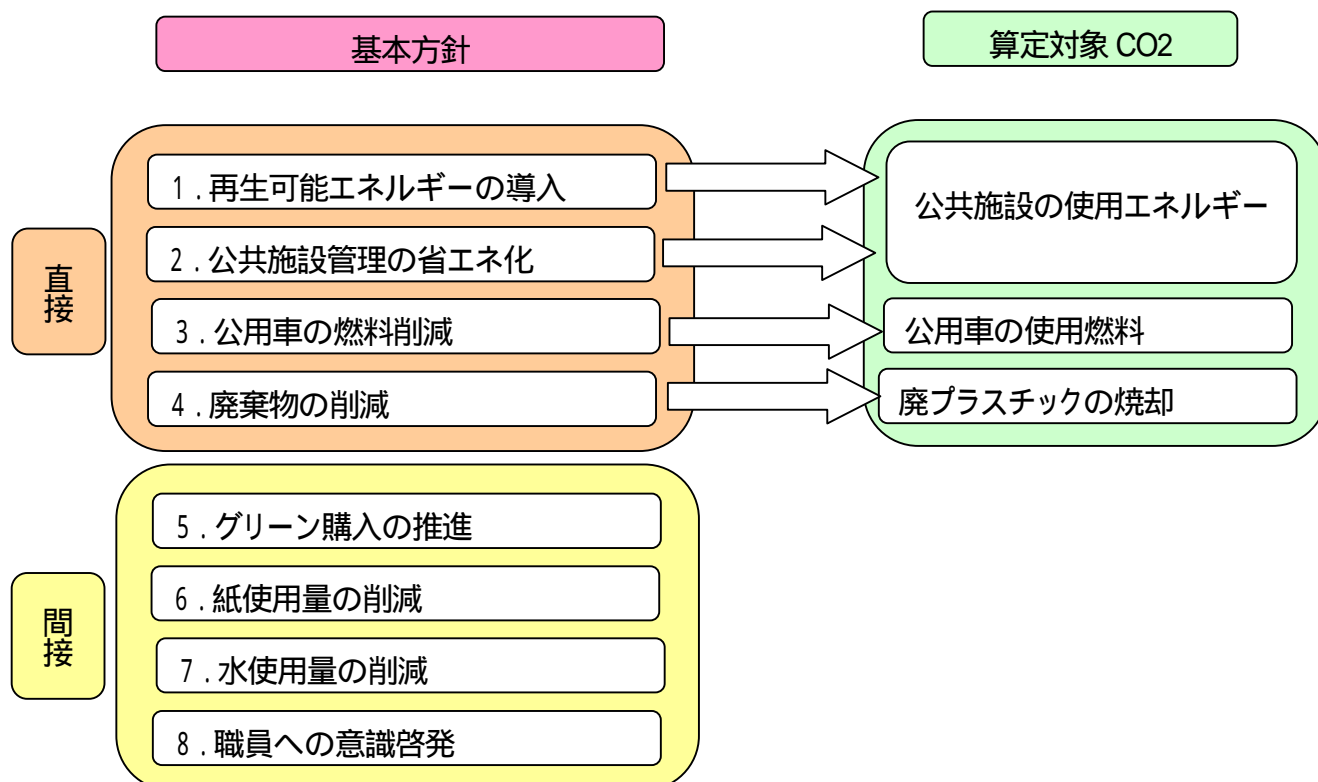 基本方針
算定対象 CO2
直接
1．再生可能エネルギーの導入
2．公共施設管理の省エネ化
3．公用車の燃料削減
4．廃棄物の削減
公共施設の使用エネルギー
公用車の使用燃料
廃プラスチックの焼却
間接
5．グリーン購入の推進
6．紙使用量の削減
7．水使用量の削減
8．職員への意識啓発